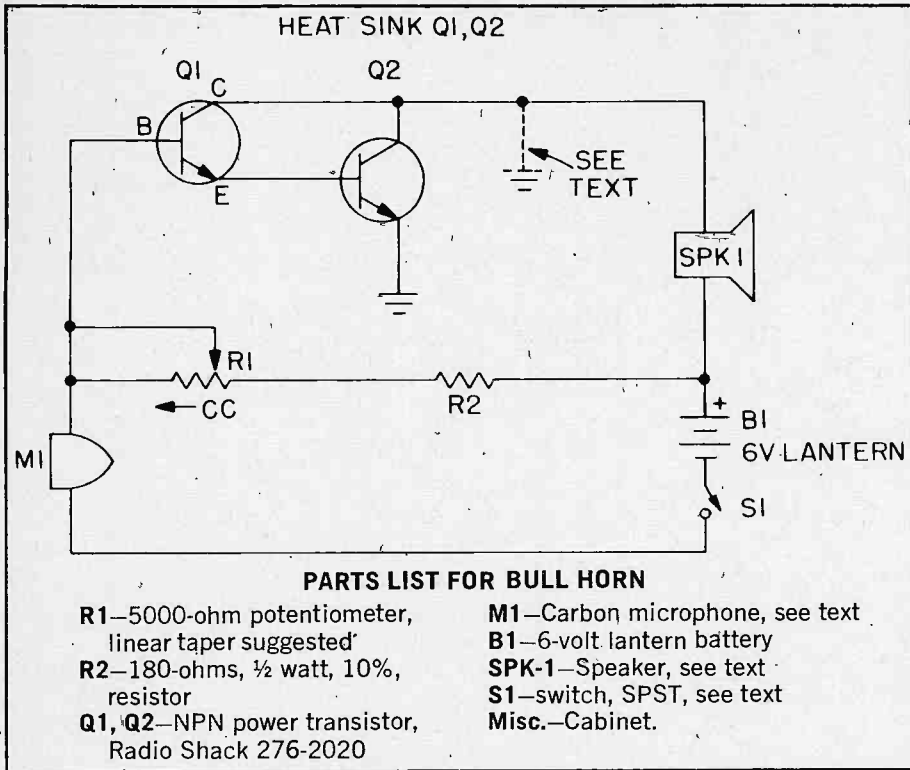 HEAT SINK Q1, Q2
Q1
Q2
C
B
E
SEE
TEXT
SPK 1
R1
CC
R2
M1
+
B1
6V LANTERN
S1
PARTS LIST FOR BULL HORN
R1—5000-ohm potentiometer,
linear taper suggested
R2—180-ohms, ½ watt, 10%,
resistor
Q1, Q2—NPN power transistor,
Radio Shack 276-2020
M1—Carbon microphone, see text
B1—6-volt lantern battery
SPK-1—Speaker, see text
S1—switch, SPST, see text
Misc.—Cabinet.